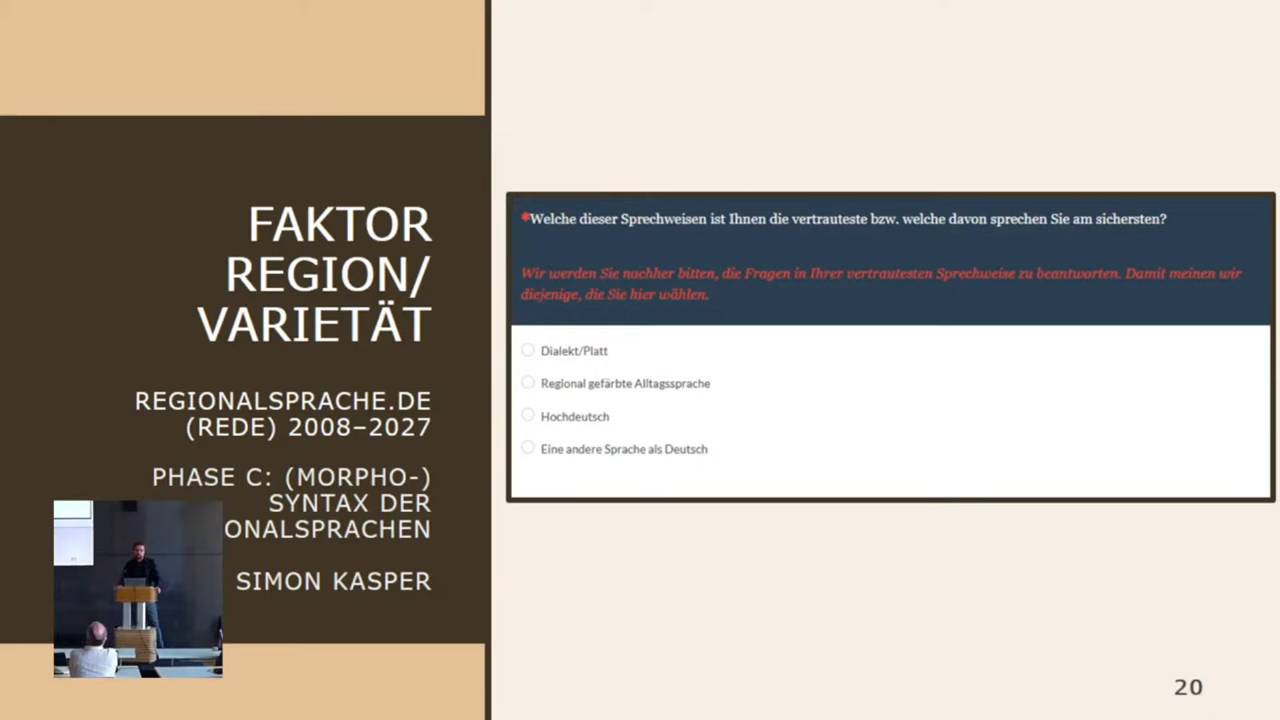 FAKTOR
REGION/
VARIETÄT
REGIONALSPRACHE.DE
(REDE) 2008–2027
PHASE C: (MORPHO-)
SYNTAX DER
ONALSPRACHEN
SIMON KASPER
*Welche dieser Sprechweisen ist Ihnen die vertrauteste bzw. welche davon sprechen Sie am sichersten?
Wir werden Sie nachher bitten, die Fragen in Ihrer vertrautesten Sprechweise zu beantworten. Damit meinen wir
diejenige, die Sie hier wählen.
Dialekt/Platt
Regional gefärbte Alltagssprache
Hochdeutsch
Eine andere Sprache als Deutsch
20